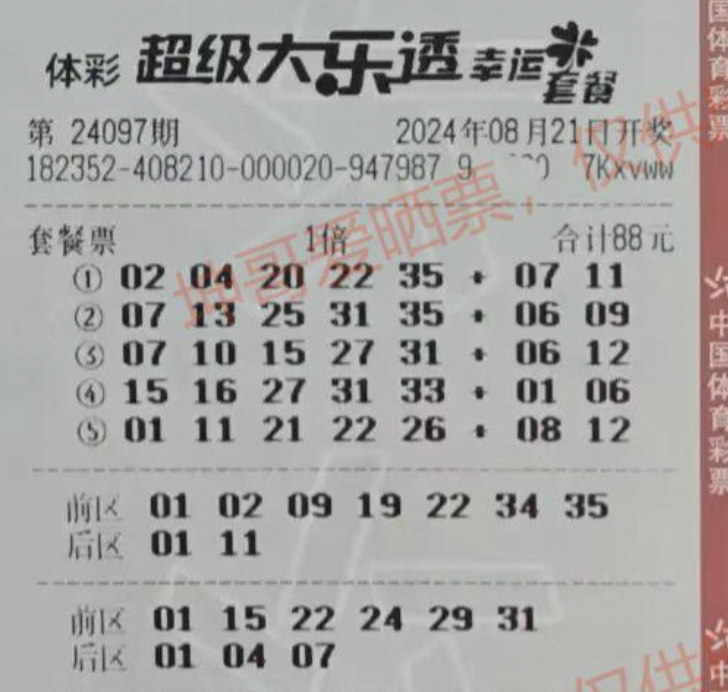 体彩 超级大乐透 幸运套餐
第 24097期 2024年08月21日开奖
182352-408210-000020-947987 9 7Kxvww
套餐票 1倍 合计88元
① 02 04 20 22 35 + 07 11
② 07 13 25 31 35 + 06 09
③ 07 10 15 27 31 + 06 12
④ 15 16 27 31 33 + 01 06
⑤ 01 11 21 22 26 + 08 12
前区 01 02 09 19 22 34 35
后区 01 11
前区 01 15 22 24 29 31
后区 01 04 07
坤哥爱晒票，仅供
仅供
国体育彩票
中国体育彩票
中